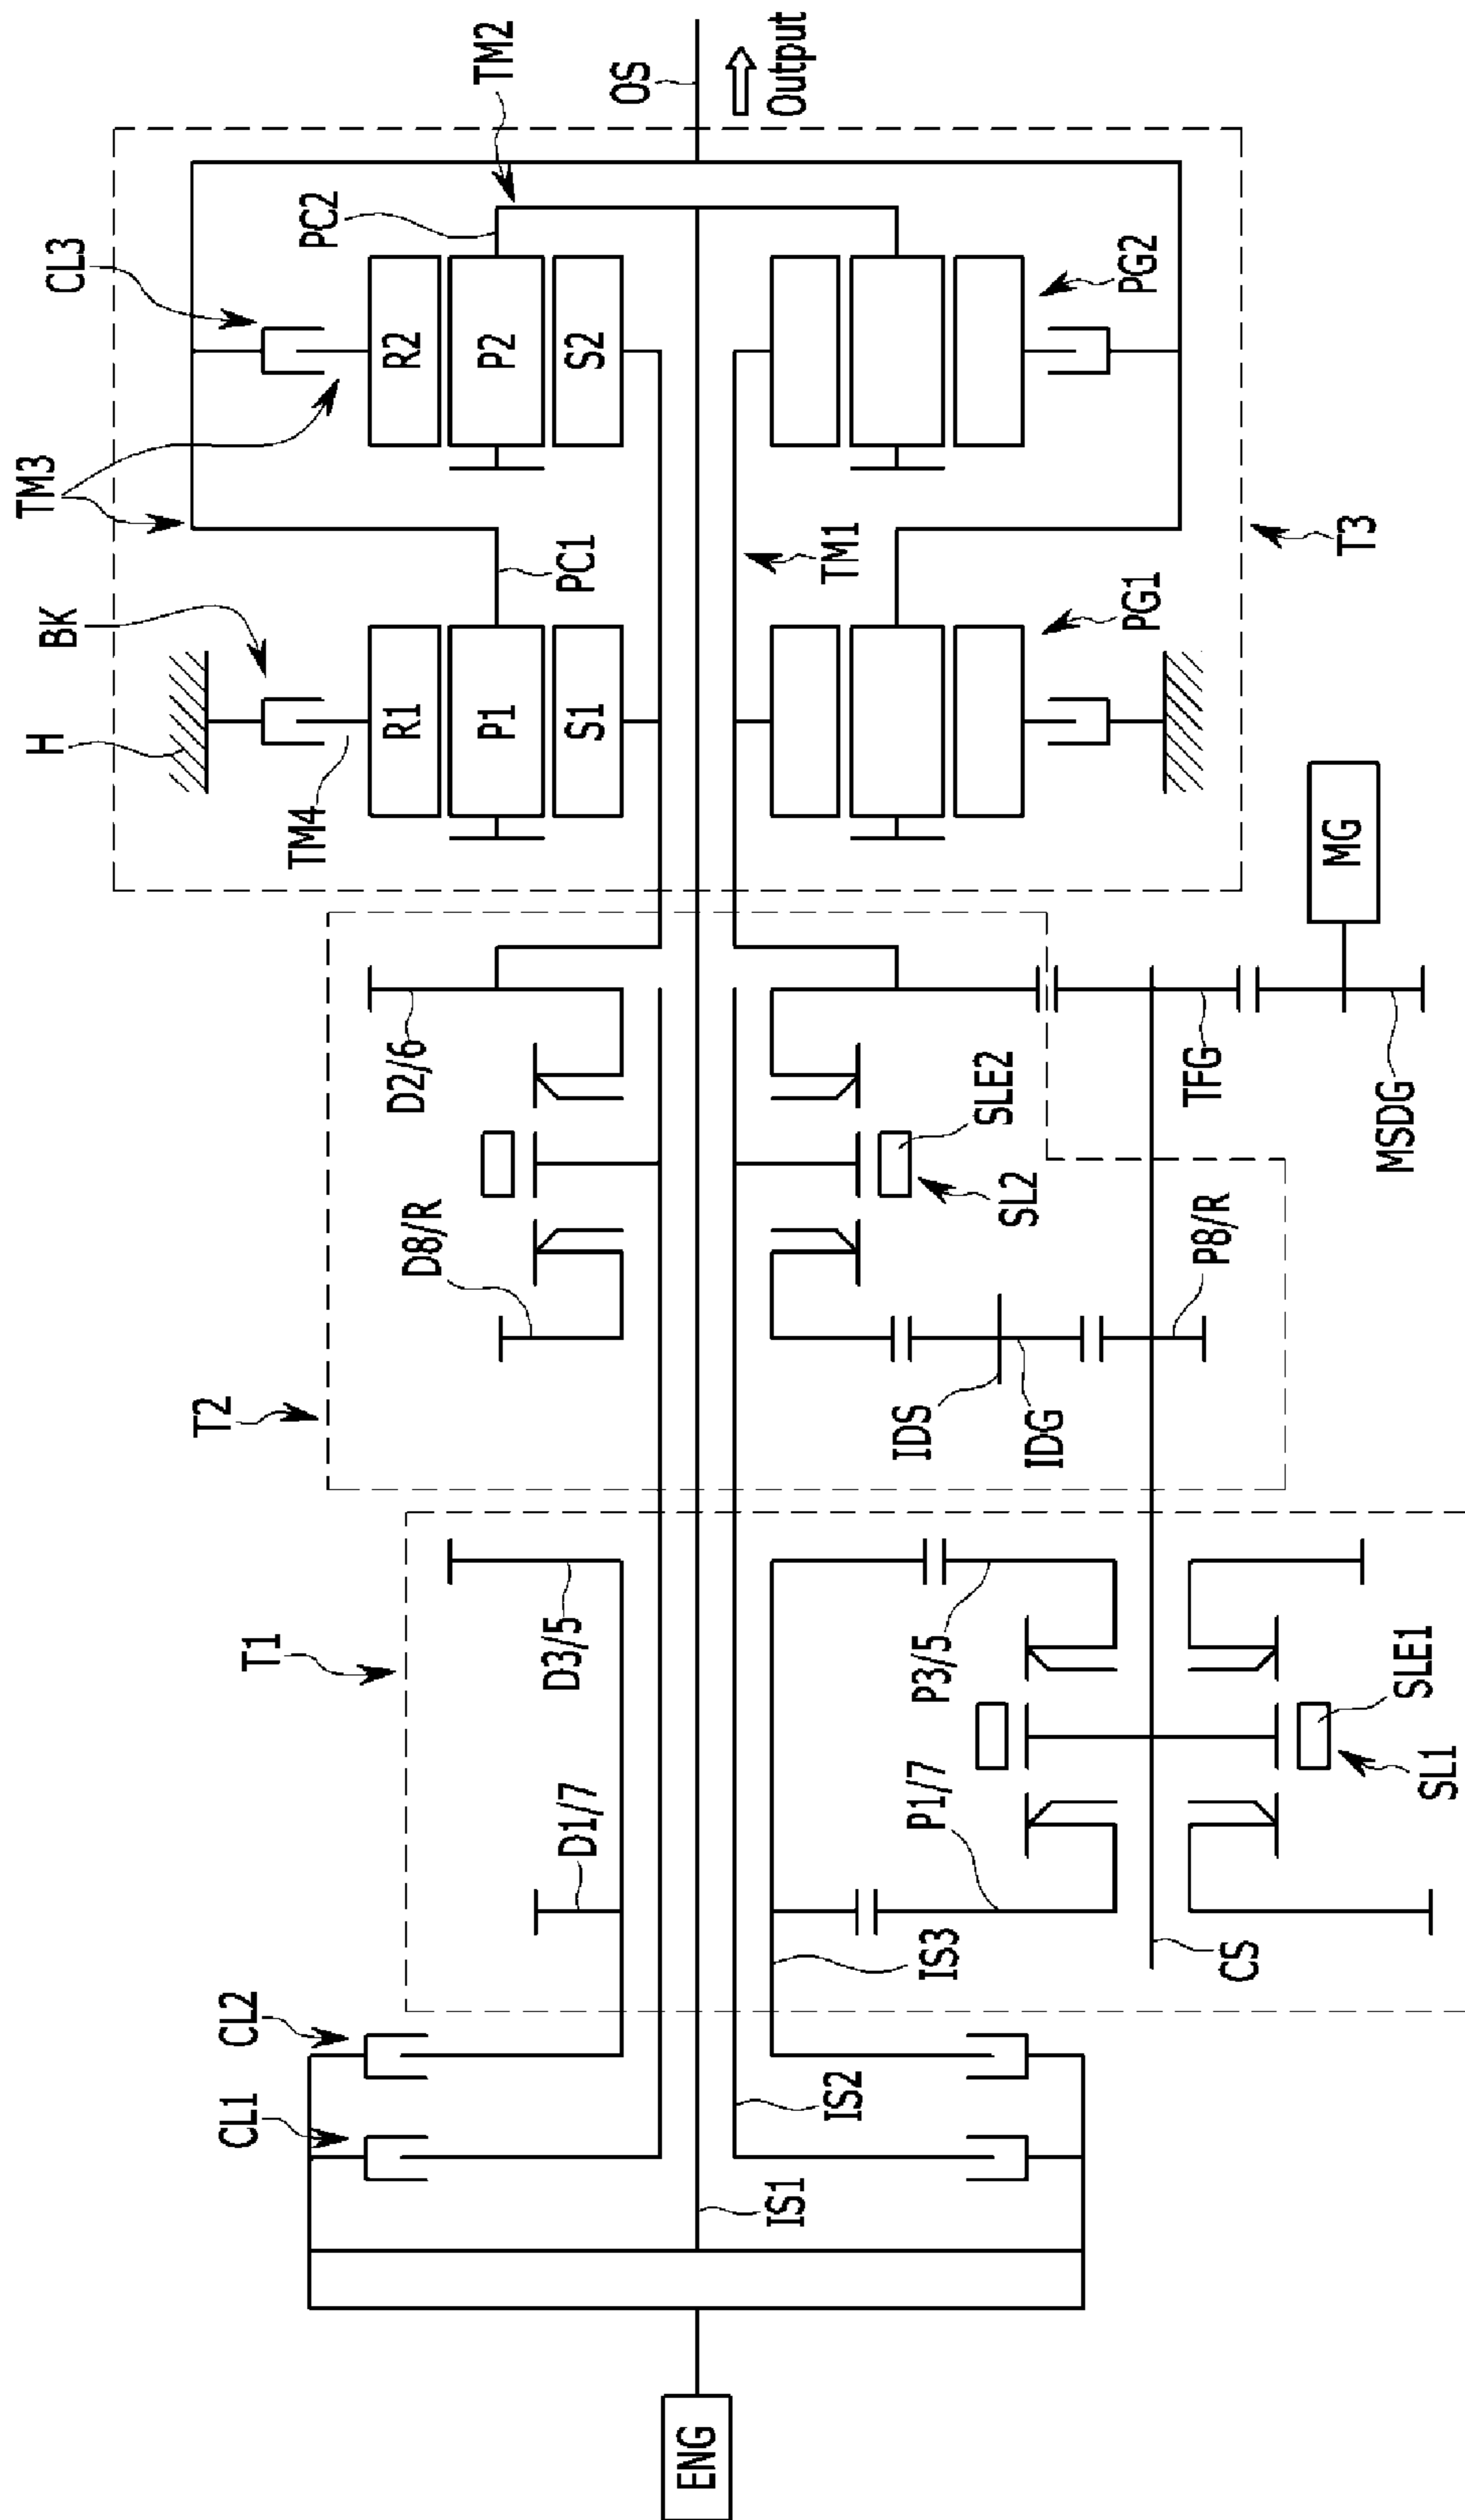 TM3
CL3
TM2
PC2
OS
Output
H
BK
TM4
PC1
R1
P1
S1
R2
P2
S2
TM1
PG1
PG2
T3
MG
T2
D8/R
D2/6
SLE2
SL2
IDS
IDG
P8/R
TFG
MSDG
T1
D1/7
D3/5
P1/7
P3/5
SLE1
SL1
CS
IS3
CL1
CL2
IS1
IS2
ENG